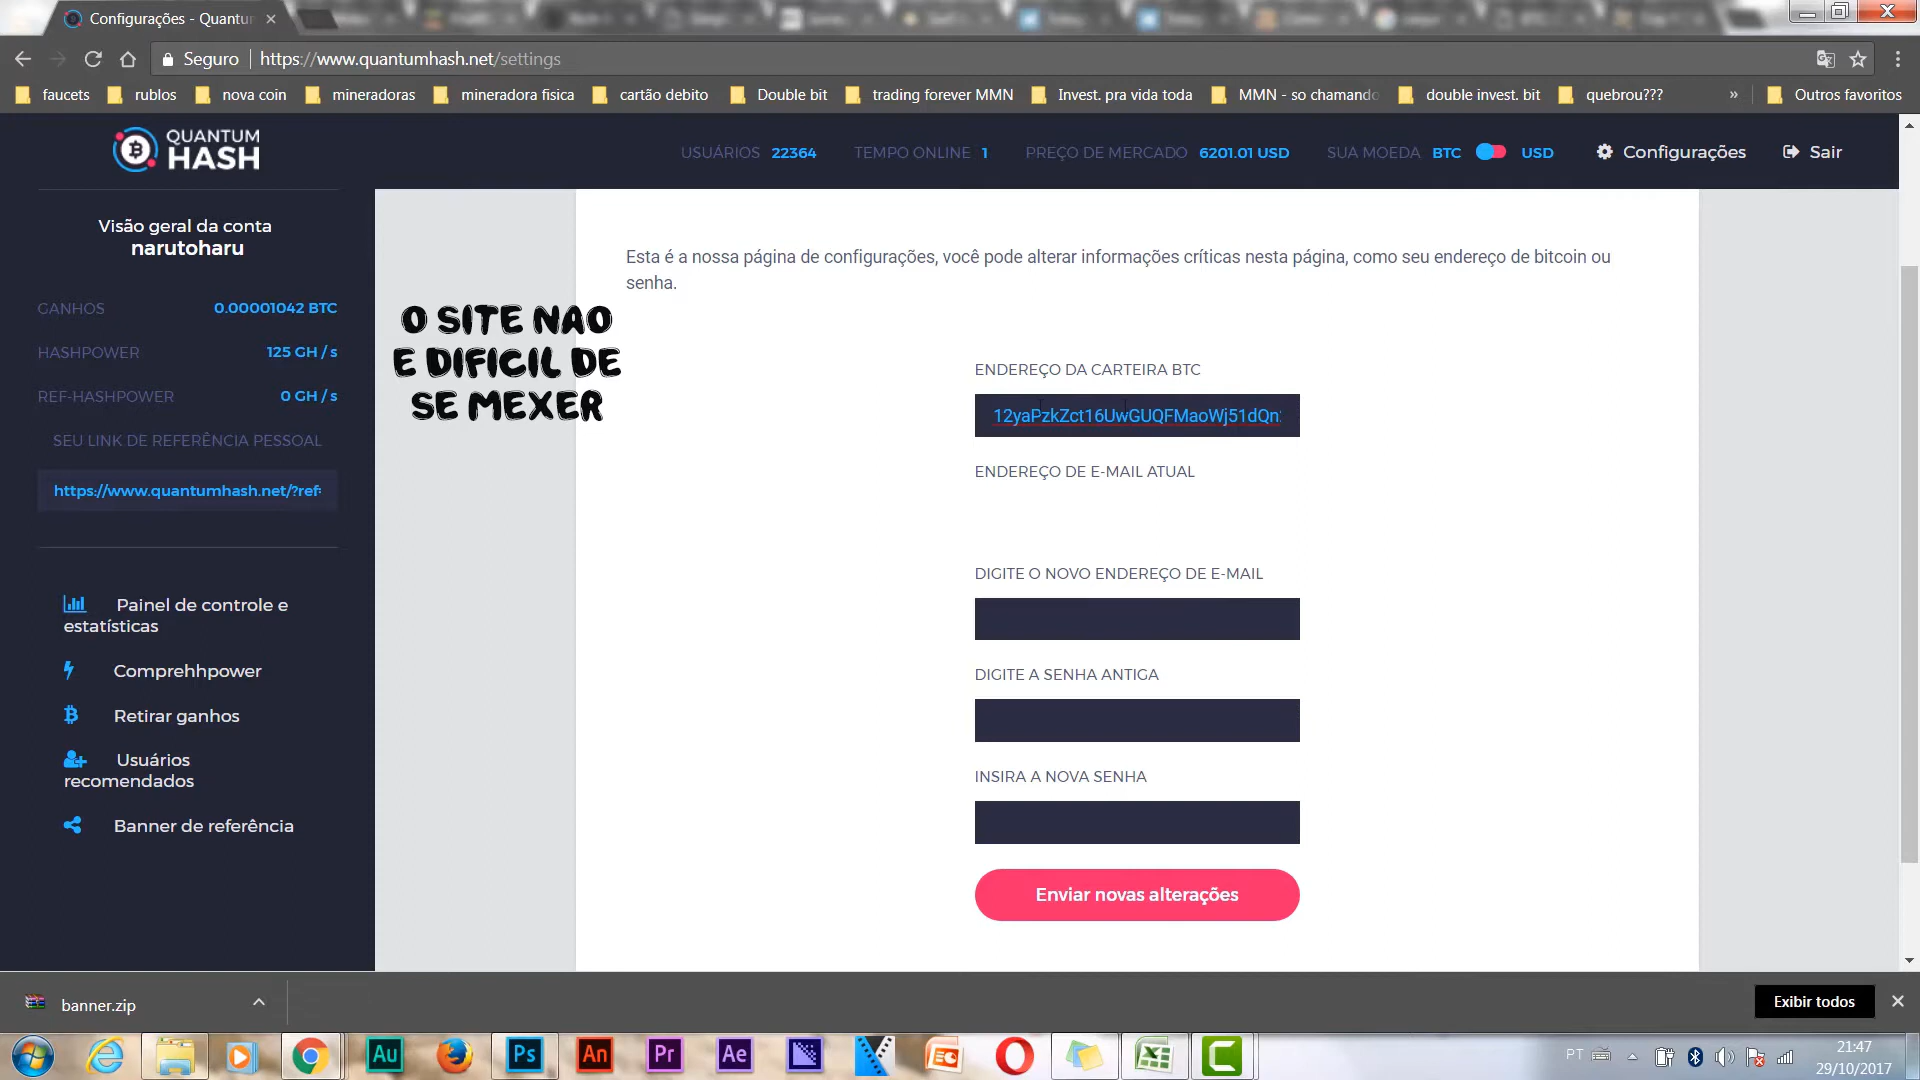 Configurações - Quantur
Seguro
https://www.quantumhash.net/settings
faucets
rublos
nova coin
mineradoras
mineradora fisica
cartão debito
Double bit
trading forever MMN
Invest. pra vida toda
MMN - so chamando
double invest. bit
quebrou???
»
Outros favoritos
QUANTUM
HASH
USUÁRIOS 22364
TEMPO ONLINE 1
PREÇO DE MERCADO 6201.01 USD
SUA MOEDA BTC USD
Configurações
Sair
Visão geral da conta
narutoharu
GANHOS 0.00001042 BTC
HASHPOWER 125 GH / s
REF-HASHPOWER 0 GH / s
SEU LINK DE REFERÊNCIA PESSOAL
https://www.quantumhash.net/?ref=
Painel de controle e
estatísticas
Comprehhpower
Retirar ganhos
Usuários
recomendados
Banner de referência
Esta é a nossa página de configurações, você pode alterar informações críticas nesta página, como seu endereço de bitcoin ou
senha.
O SITE NAO
E DIFICIL DE
SE MEXER
ENDEREÇO DA CARTEIRA BTC
12yaPzkZct16UwGUQFMaoWj51dQn
ENDEREÇO DE E-MAIL ATUAL
DIGITE O NOVO ENDEREÇO DE E-MAIL
DIGITE A SENHA ANTIGA
INSIRA A NOVA SENHA
Enviar novas alterações
banner.zip
Exibir todos
Au
Ps
An
Pr
Ae
PT
21:47
29/10/2017